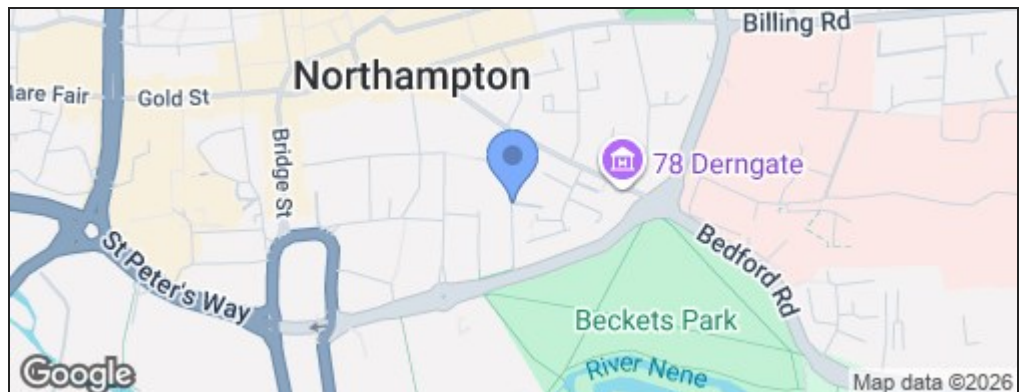 Billing Rd
Northampton
Mare Fair
Gold St
Bridge St
78 Derngate
St Peter's Way
Bedford Rd
Beckets Park
River Nene
Google
Map data ©2026